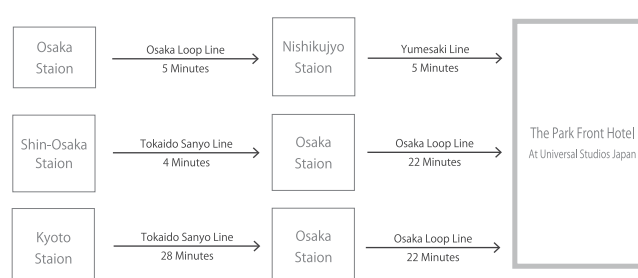 Osaka
Staion
Osaka Loop Line
5 Minutes
Nishikujyo
Staion
Yumesaki Line
5 Minutes
Shin-Osaka
Staion
Tokaido Sanyo Line
4 Minutes
Osaka
Staion
Osaka Loop Line
22 Minutes
Kyoto
Staion
Tokaido Sanyo Line
28 Minutes
Osaka
Staion
Osaka Loop Line
22 Minutes
The Park Front Hotel
At Universal Studios Japan